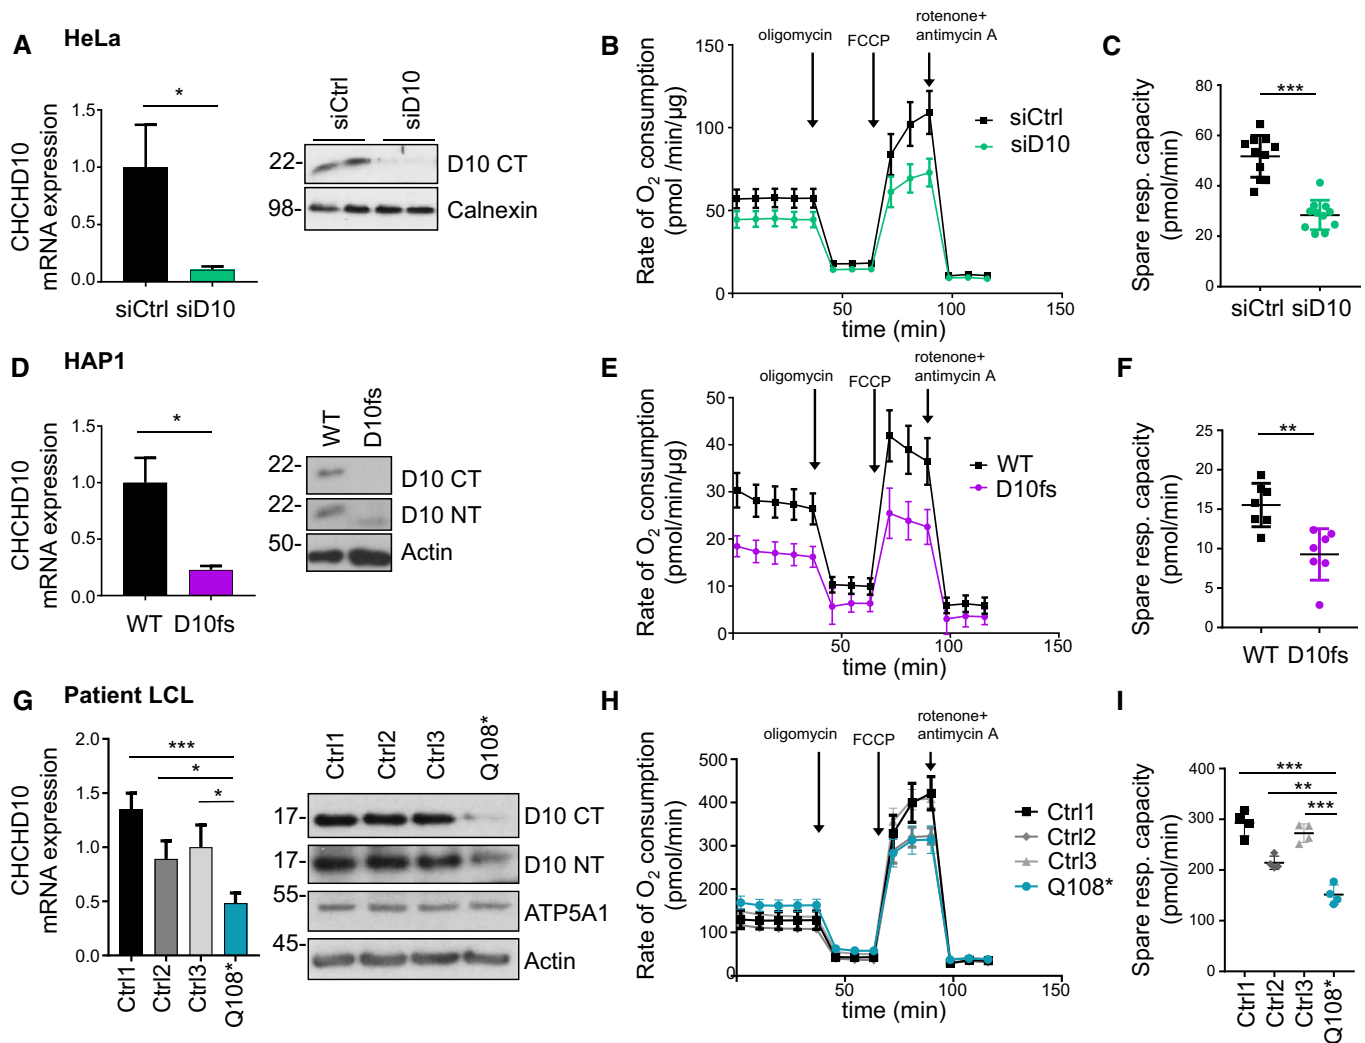 A HeLa
CHCHD10
mRNA expression
1.5
1.0
0.5
0.0
*
siCtrl siD10
siCtrl
siD10
22-
D10 CT
98-
Calnexin
B
Rate of O2 consumption
(pmol /min/µg)
150
100
50
0
oligomycin
FCCP
rotenone+
antimycin A
siCtrl
siD10
50 100 150
time (min)
C
Spare resp. capacity
(pmol/min)
80
60
40
20
0
***
siCtrl siD10
D HAP1
CHCHD10
mRNA expression
1.5
1.0
0.5
0.0
*
WT D10fs
WT
D10fs
22-
D10 CT
22-
D10 NT
50-
Actin
E
Rate of O2 consumption
(pmol/min/µg)
50
40
30
20
10
0
oligomycin
FCCP
rotenone+
antimycin A
WT
D10fs
50 100 150
time (min)
F
Spare resp. capacity
(pmol/min)
25
20
15
10
5
0
**
WT D10fs
G Patient LCL
CHCHD10
mRNA expression
2.0
1.5
1.0
0.5
0.0
***
*
*
Ctrl1
Ctrl2
Ctrl3
Q108*
Ctrl1
Ctrl2
Ctrl3
Q108*
17-
D10 CT
17-
D10 NT
55-
ATP5A1
45-
Actin
H
Rate of O2 consumption
(pmol/min)
500
400
300
200
100
0
oligomycin
FCCP
rotenone+
antimycin A
Ctrl1
Ctrl2
Ctrl3
Q108*
50 100 150
time (min)
I
Spare resp. capacity
(pmol/min)
400
300
200
100
0
***
**
***
Ctrl1
Ctrl2
Ctrl3
Q108*